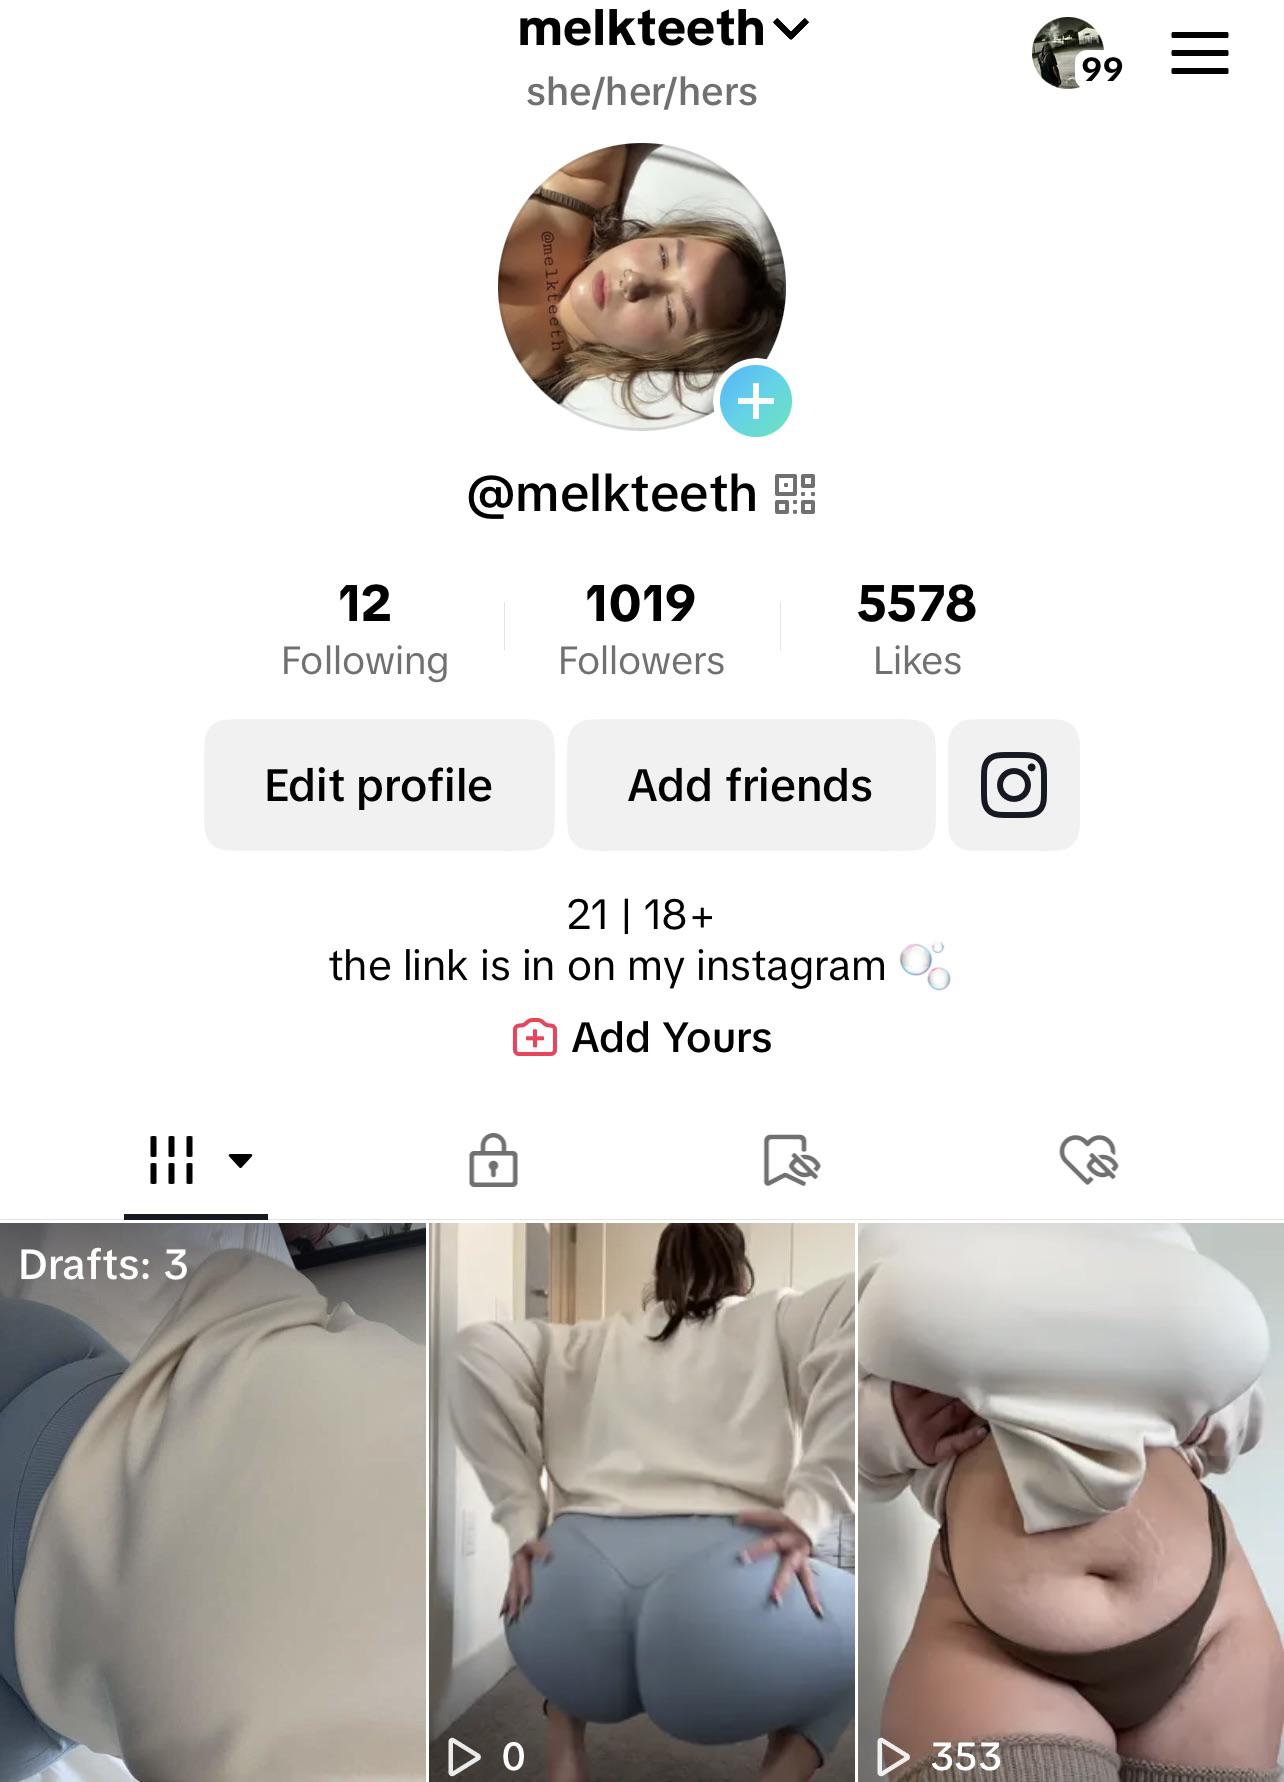 melkteeth
99
she/her/hers
@melkteeth
@melkteeth
12
Following
1019
Followers
5578
Likes
Edit profile
Add friends
21 | 18+
the link is in on my instagram 🫧
Add Yours
Drafts: 3
0
353